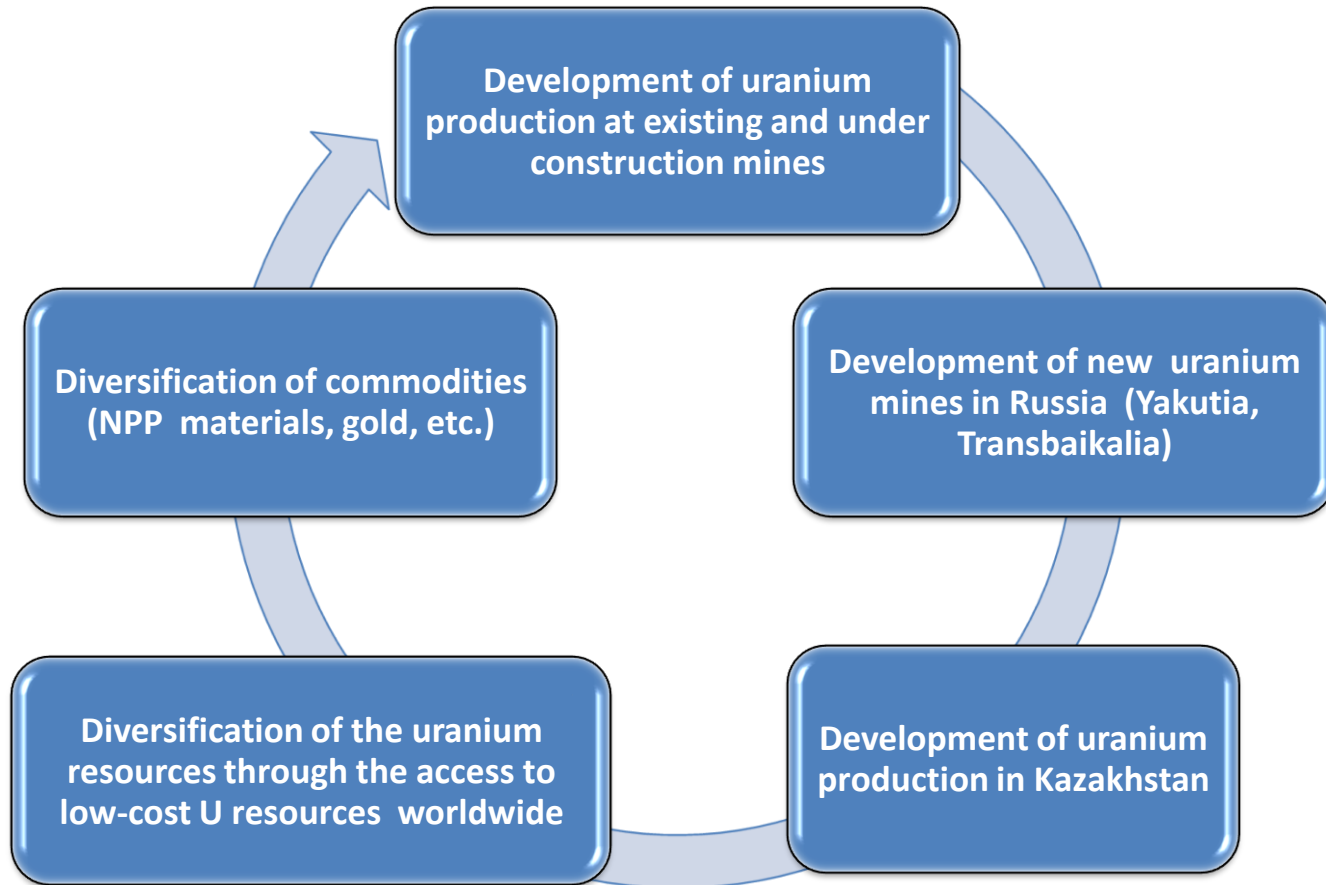 Development of uranium
production at existing and under
construction mines
Development of new uranium
mines in Russia (Yakutia,
Transbaikalia)
Development of uranium
production in Kazakhstan
Diversification of the uranium
resources through the access to
low-cost U resources worldwide
Diversification of commodities
(NPP materials, gold, etc.)